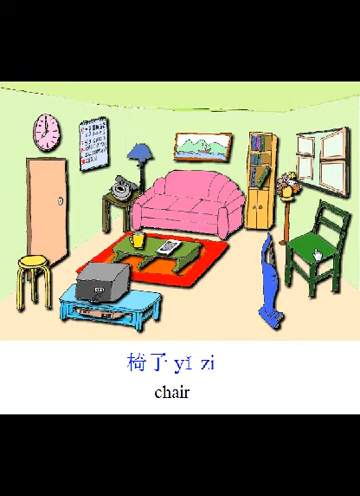 椅子 yǐ zi
chair